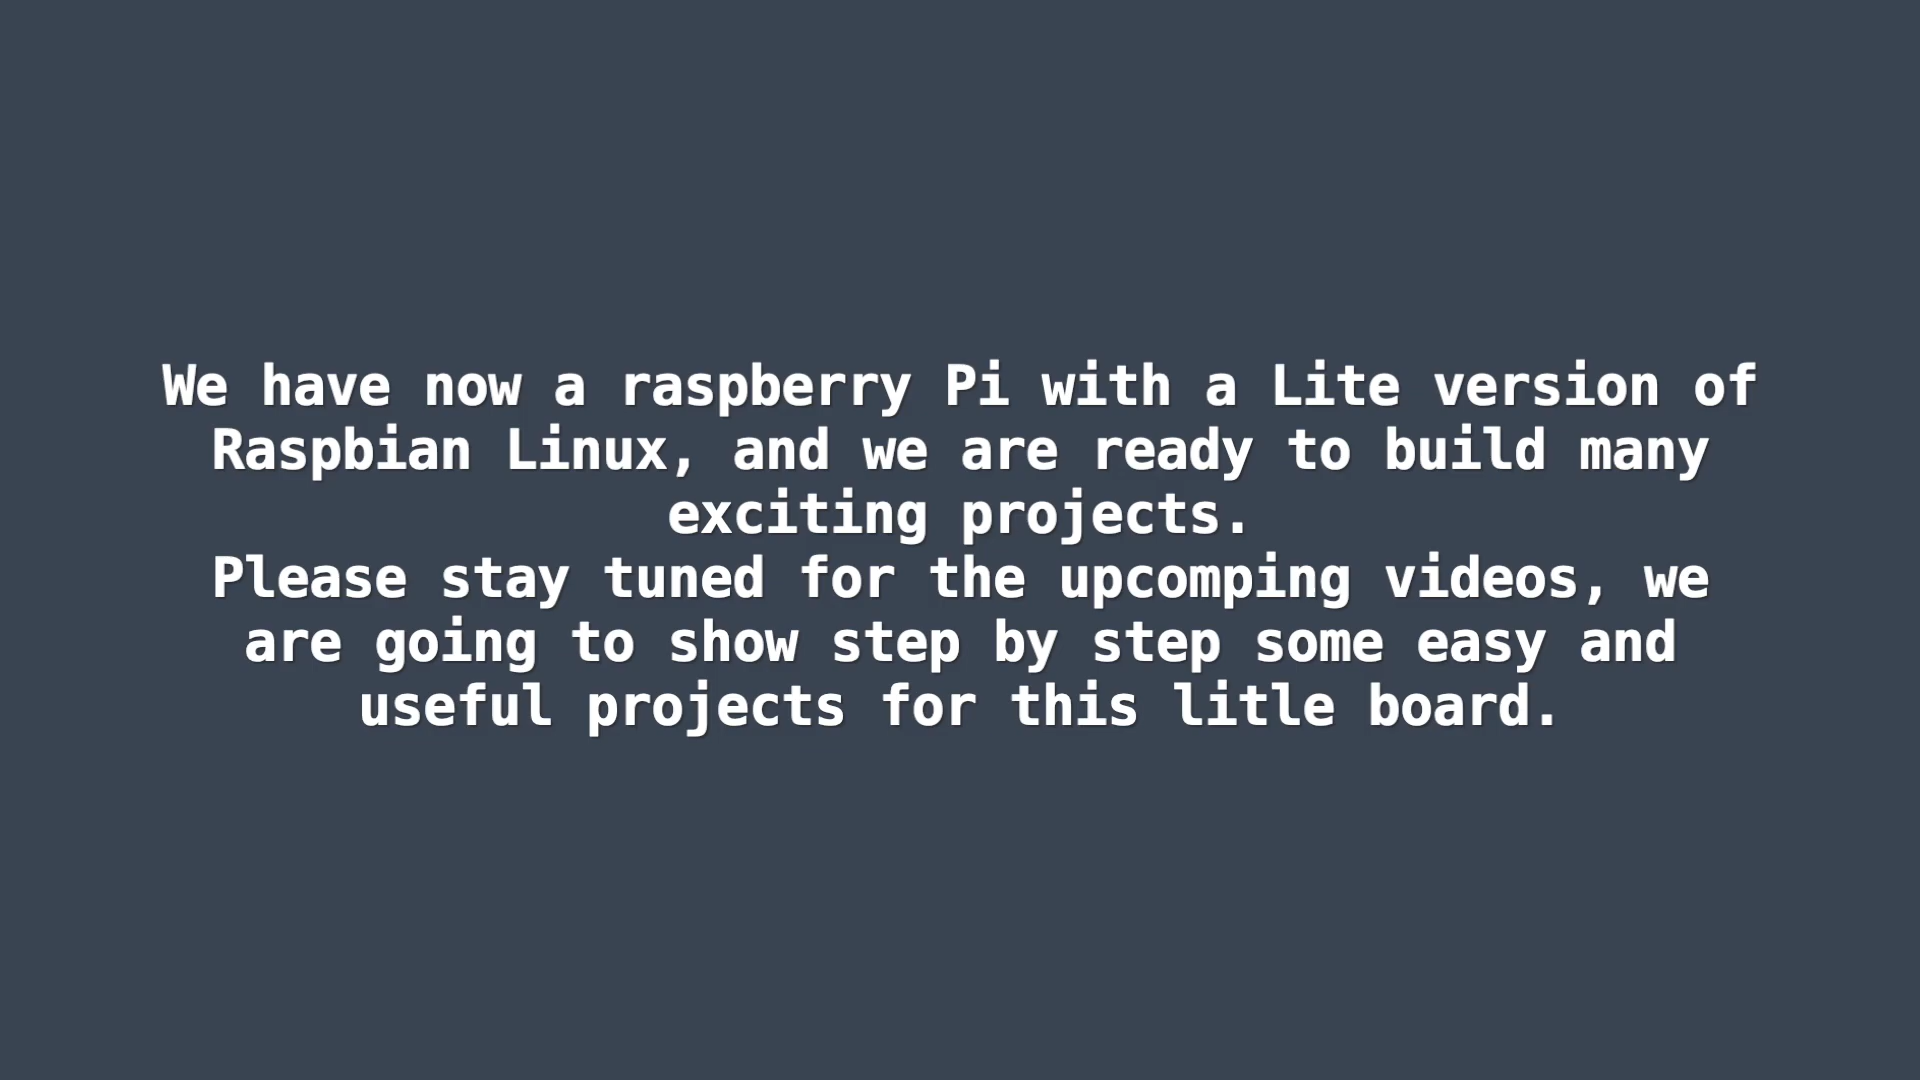 We have now a raspberry Pi with a Lite version of
Raspbian Linux, and we are ready to build many
exciting projects.
Please stay tuned for the upcomping videos, we
are going to show step by step some easy and
useful projects for this litle board.